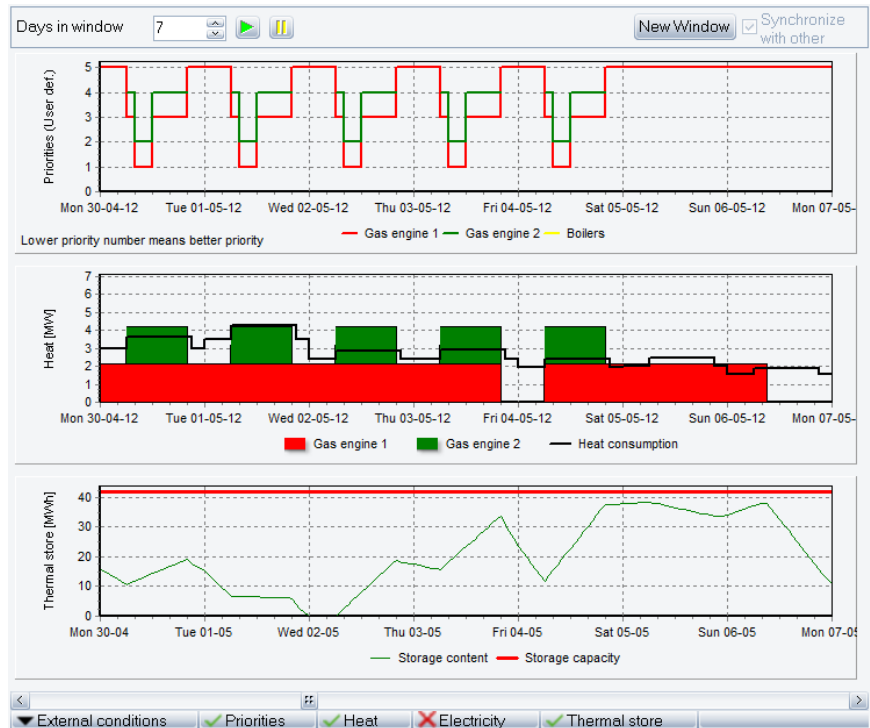 Days in window 7 New Window Synchronize
with other
Priorities (User def.)
5
4
3
2
1
0
Mon 30-04-12 Tue 01-05-12 Wed 02-05-12 Thu 03-05-12 Fri 04-05-12 Sat 05-05-12 Sun 06-05-12 Mon 07-05-
Gas engine 1 Gas engine 2 Boilers
Lower priority number means better priority
Heat [MW]
7
6
5
4
3
2
1
0
Mon 30-04-12 Tue 01-05-12 Wed 02-05-12 Thu 03-05-12 Fri 04-05-12 Sat 05-05-12 Sun 06-05-12 Mon 07-05-
Gas engine 1 Gas engine 2 Heat consumption
Thermal store [MWh]
40
30
20
10
0
Mon 30-04 Tue 01-05 Wed 02-05 Thu 03-05 Fri 04-05 Sat 05-05 Sun 06-05 Mon 07-05
Storage content Storage capacity
External conditions Priorities Heat Electricity Thermal store